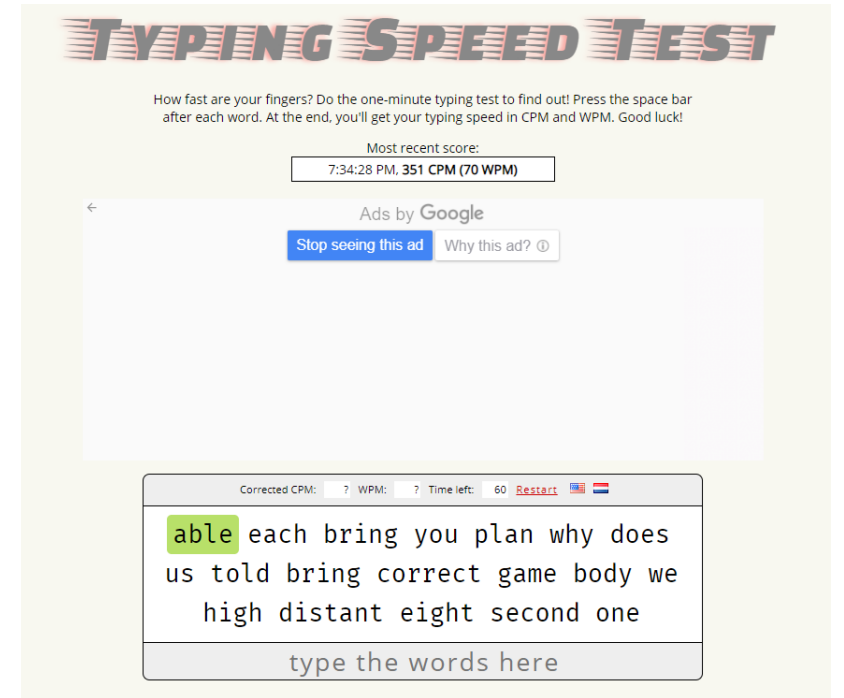 TYPING SPEED TEST
How fast are your fingers? Do the one-minute typing test to find out! Press the space bar
after each word. At the end, you'll get your typing speed in CPM and WPM. Good luck!
Most recent score:
7:34:28 PM, 351 CPM (70 WPM)
Ads by Google
Stop seeing this ad Why this ad?
Corrected CPM: ? WPM: ? Time left: 60 Restart
able each bring you plan why does
us told bring correct game body we
high distant eight second one
type the words here